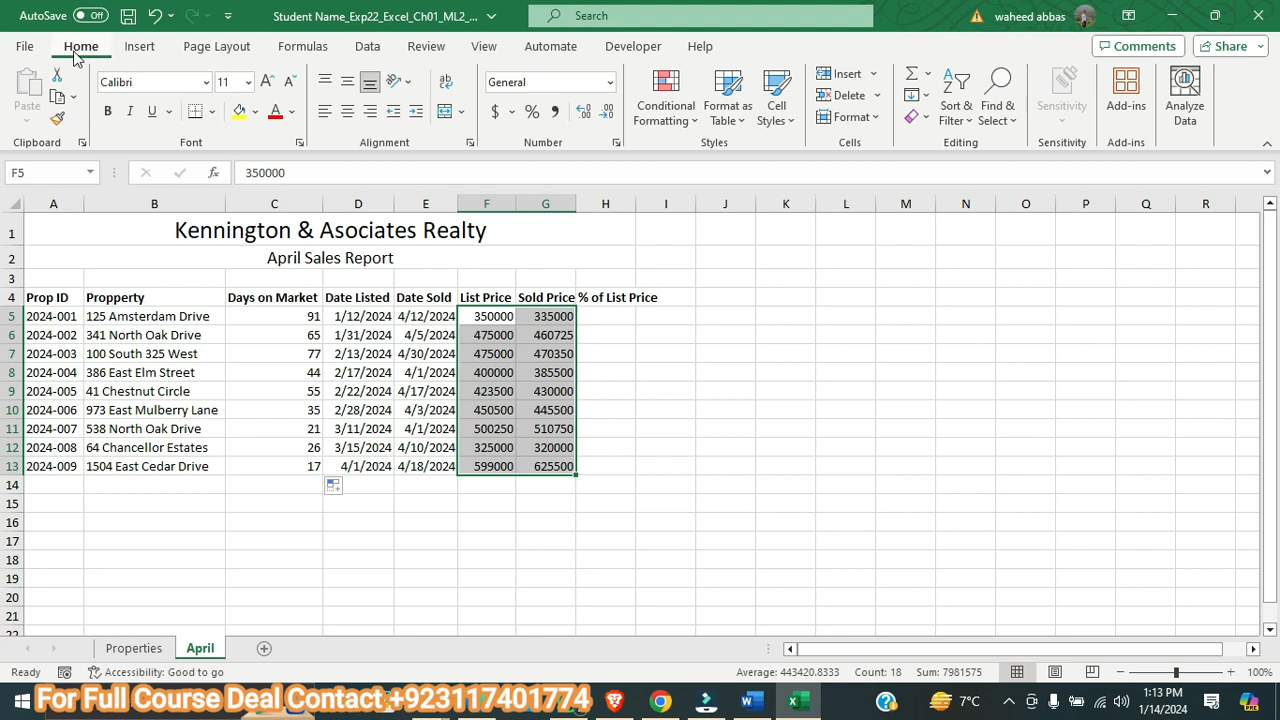 AutoSave Off Student Name_Exp22_Excel_Ch01_ML2_... Search waheed abbas
File Home Insert Page Layout Formulas Data Review View Automate Developer Help Comments Share
Paste Calibri 11 General Conditional Formatting Format as Table Cell Styles Insert Delete Format Sort & Filter Find & Select Sensitivity Add-ins Analyze Data
Clipboard Font Alignment Number Styles Cells Editing Sensitivity Add-ins
F5 fx 350000
A B C D E F G H I J K L M N O P Q R
1 Kennington & Asociates Realty
2 April Sales Report
3
4 Prop ID Propperty Days on Market Date Listed Date Sold List Price Sold Price % of List Price
5 2024-001 125 Amsterdam Drive 91 1/12/2024 4/12/2024 350000 335000
6 2024-002 341 North Oak Drive 65 1/31/2024 4/5/2024 475000 460725
7 2024-003 100 South 325 West 77 2/13/2024 4/30/2024 475000 470350
8 2024-004 386 East Elm Street 44 2/17/2024 4/1/2024 400000 385500
9 2024-005 41 Chestnut Circle 55 2/22/2024 4/17/2024 423500 430000
10 2024-006 973 East Mulberry Lane 35 2/28/2024 4/3/2024 450500 445500
11 2024-007 538 North Oak Drive 21 3/11/2024 4/1/2024 500250 510750
12 2024-008 64 Chancellor Estates 26 3/15/2024 4/10/2024 325000 320000
13 2024-009 1504 East Cedar Drive 17 4/1/2024 4/18/2024 599000 625500
14
15
16
17
18
19
20
21
22
Properties April
Ready Accessibility: Good to go Average: 443420.8333 Count: 18 Sum: 7981575 100%
For Full Course Deal Contact +923117401774 7°C 1:13 PM
1/14/2024